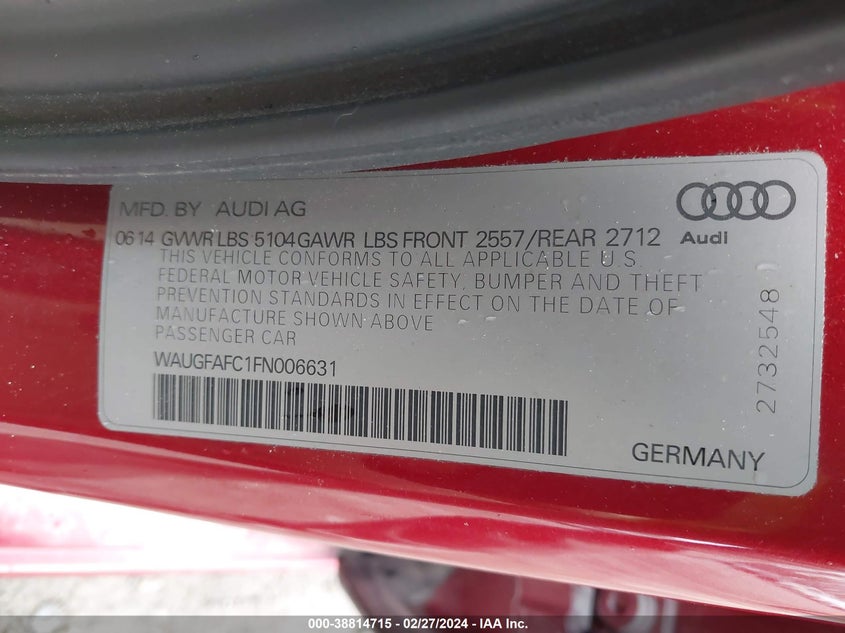 MFD. BY AUDI AG
0614 GVWR LBS 5104 GAWR LBS FRONT 2557/REAR 2712
Audi
THIS VEHICLE CONFORMS TO ALL APPLICABLE U.S.
FEDERAL MOTOR VEHICLE SAFETY, BUMPER AND THEFT
PREVENTION STANDARDS IN EFFECT ON THE DATE OF
MANUFACTURE SHOWN ABOVE
PASSENGER CAR
WAUGFAFC1FN006631
2732548
GERMANY
000-38814715 - 02/27/2024 - IAA Inc.